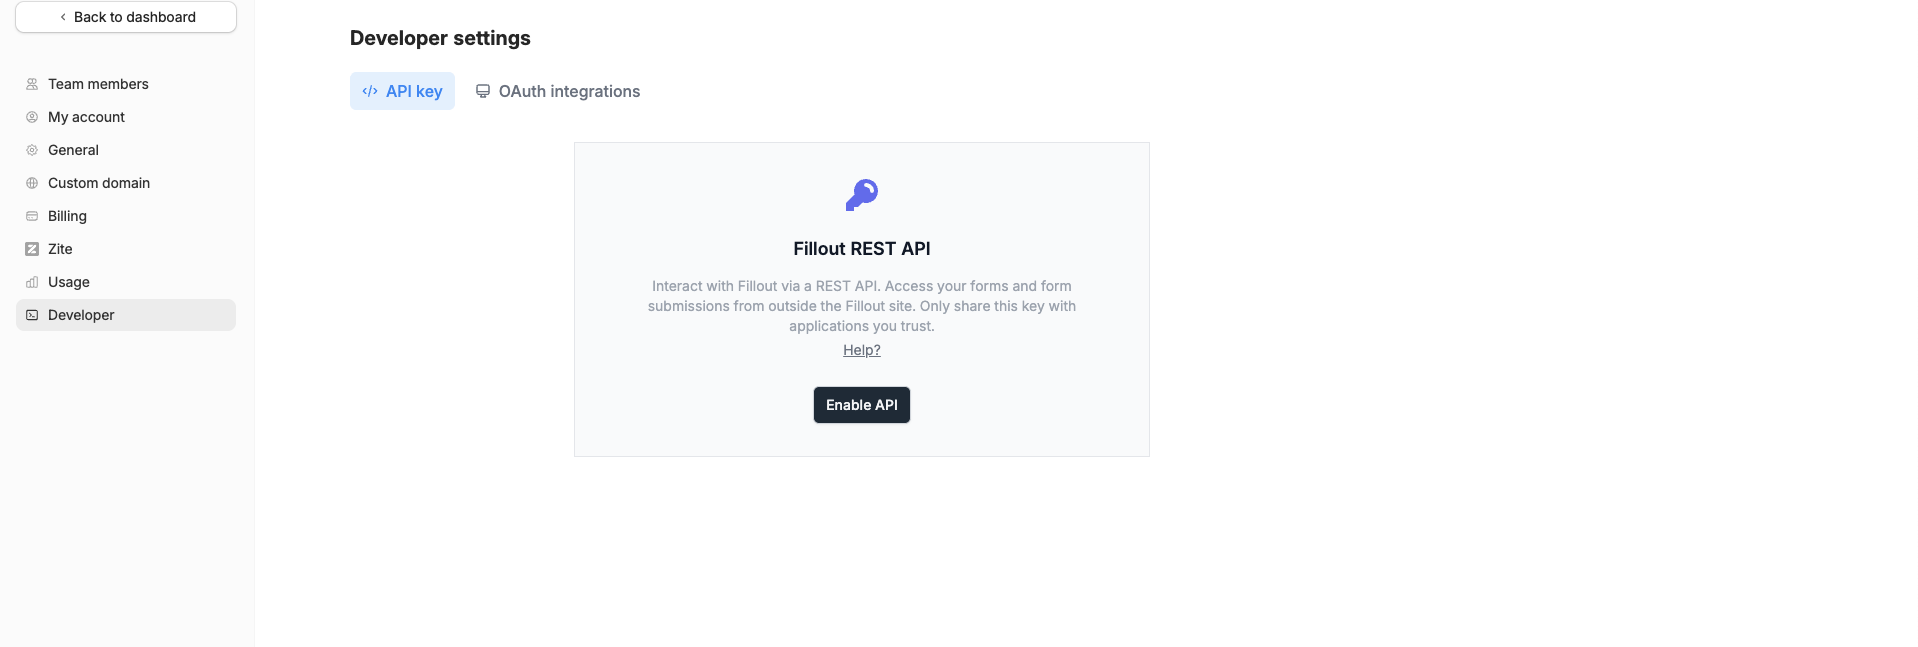 Back to dashboard
Team members
My account
General
Custom domain
Billing
Zite
Usage
Developer
Developer settings
API key
OAuth integrations
Fillout REST API
Interact with Fillout via a REST API. Access your forms and form
submissions from outside the Fillout site. Only share this key with
applications you trust.
Help?
Enable API